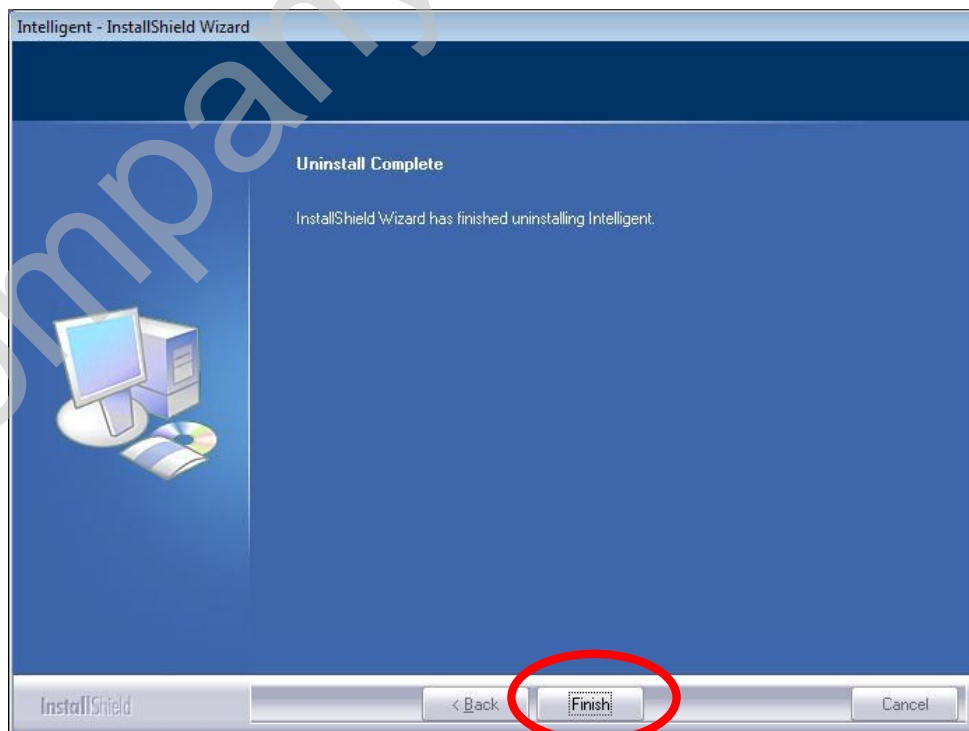 Intelligent - InstallShield Wizard
Uninstall Complete
InstallShield Wizard has finished uninstalling Intelligent.
InstallShield
< Back
Finish
Cancel